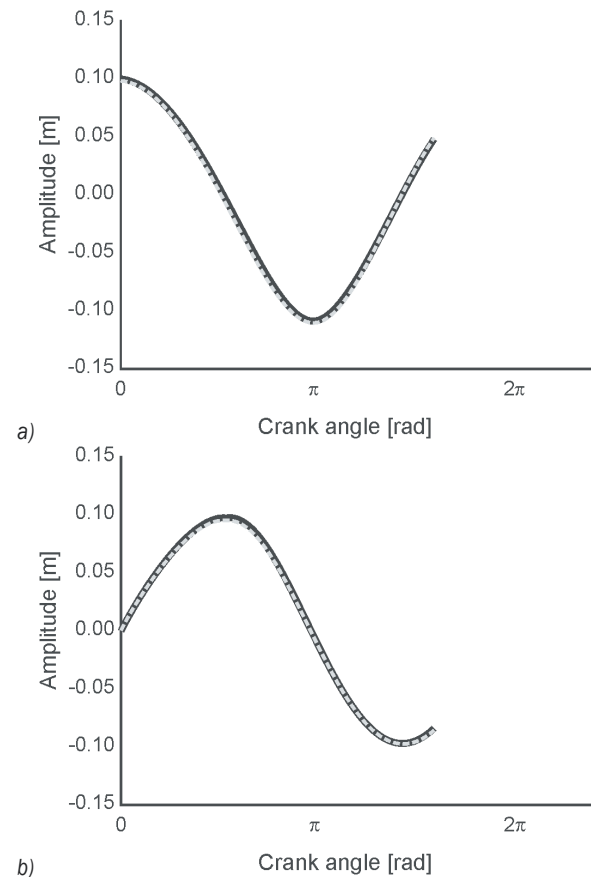 0.15
0.10
0.05
0.00
-0.05
-0.10
-0.15
Amplitude [m]
0 π 2π
Crank angle [rad]
a)
0.15
0.10
0.05
0.00
-0.05
-0.10
-0.15
Amplitude [m]
0 π 2π
Crank angle [rad]
b)